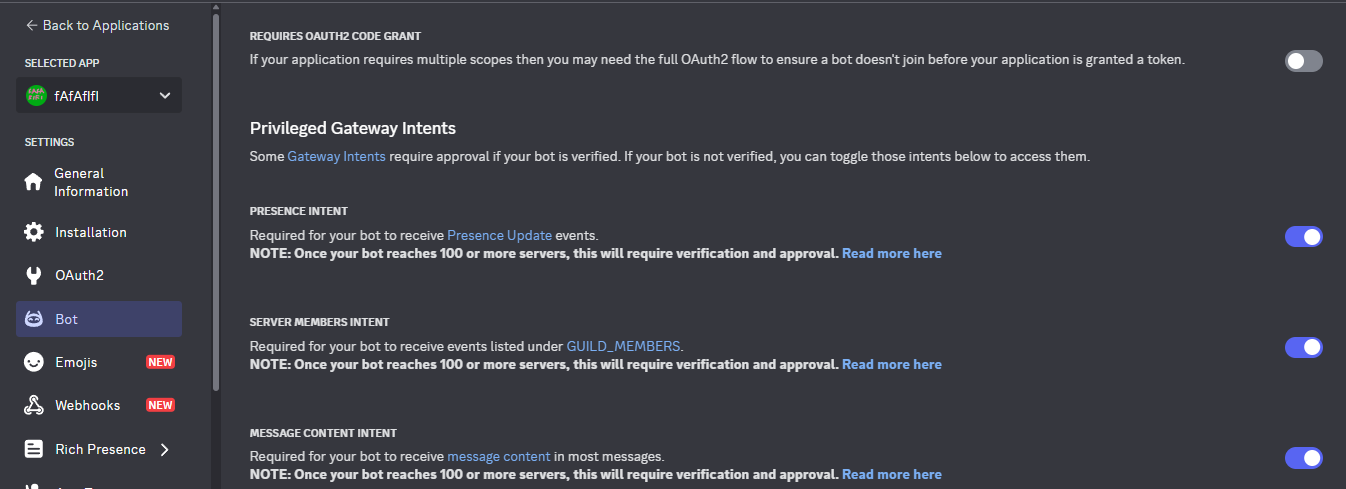 Back to Applications
SELECTED APP
fAfAfIfI
SETTINGS
General
Information
Installation
OAuth2
Bot
Emojis NEW
Webhooks NEW
Rich Presence
REQUIRES OAUTH2 CODE GRANT
If your application requires multiple scopes then you may need the full OAuth2 flow to ensure a bot doesn't join before your application is granted a token.
Privileged Gateway Intents
Some Gateway Intents require approval if your bot is verified. If your bot is not verified, you can toggle those intents below to access them.
PRESENCE INTENT
Required for your bot to receive Presence Update events.
NOTE: Once your bot reaches 100 or more servers, this will require verification and approval. Read more here
SERVER MEMBERS INTENT
Required for your bot to receive events listed under GUILD_MEMBERS.
NOTE: Once your bot reaches 100 or more servers, this will require verification and approval. Read more here
MESSAGE CONTENT INTENT
Required for your bot to receive message content in most messages.
NOTE: Once your bot reaches 100 or more servers, this will require verification and approval. Read more here